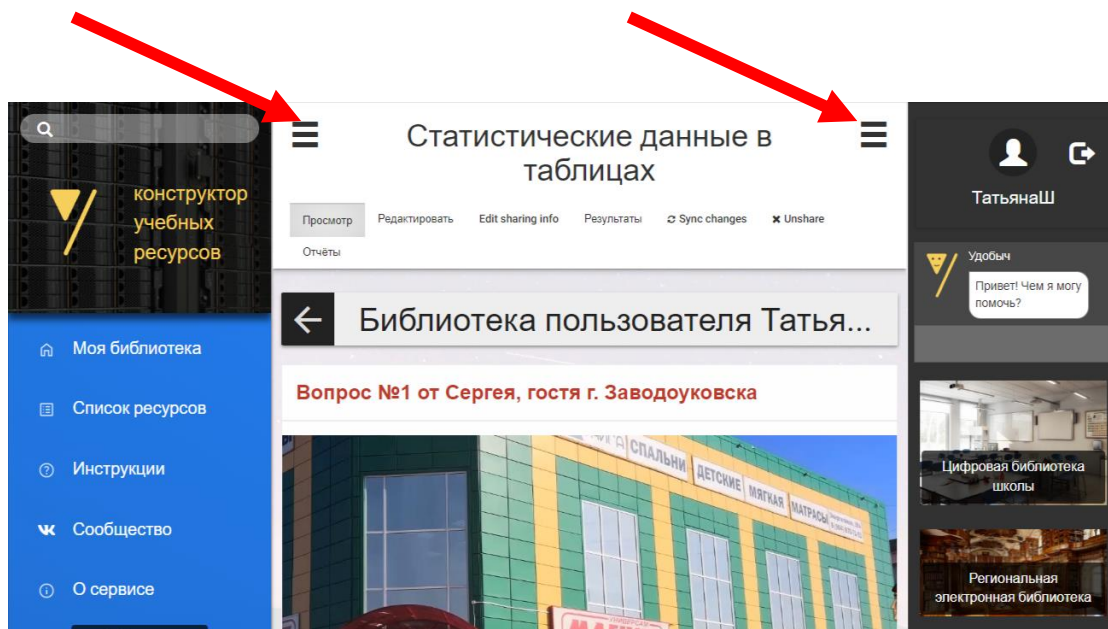 конструктор
учебных
ресурсов
Моя библиотека
Список ресурсов
Инструкции
Сообщество
О сервисе
Статистические данные в
таблицах
Просмотр Редактировать Edit sharing info Результаты Sync changes Unshare
Отчёты
Библиотека пользователя Татья...
Вопрос №1 от Сергея, гостя г. Заводоуковска
СПАЛЬНИ ДЕТСКИЕ МЯГКАЯ МАТРАСЫ
ТатьянаШ
Удобыч
Привет! Чем я могу
помочь?
Цифровая библиотека
школы
Региональная
электронная библиотека